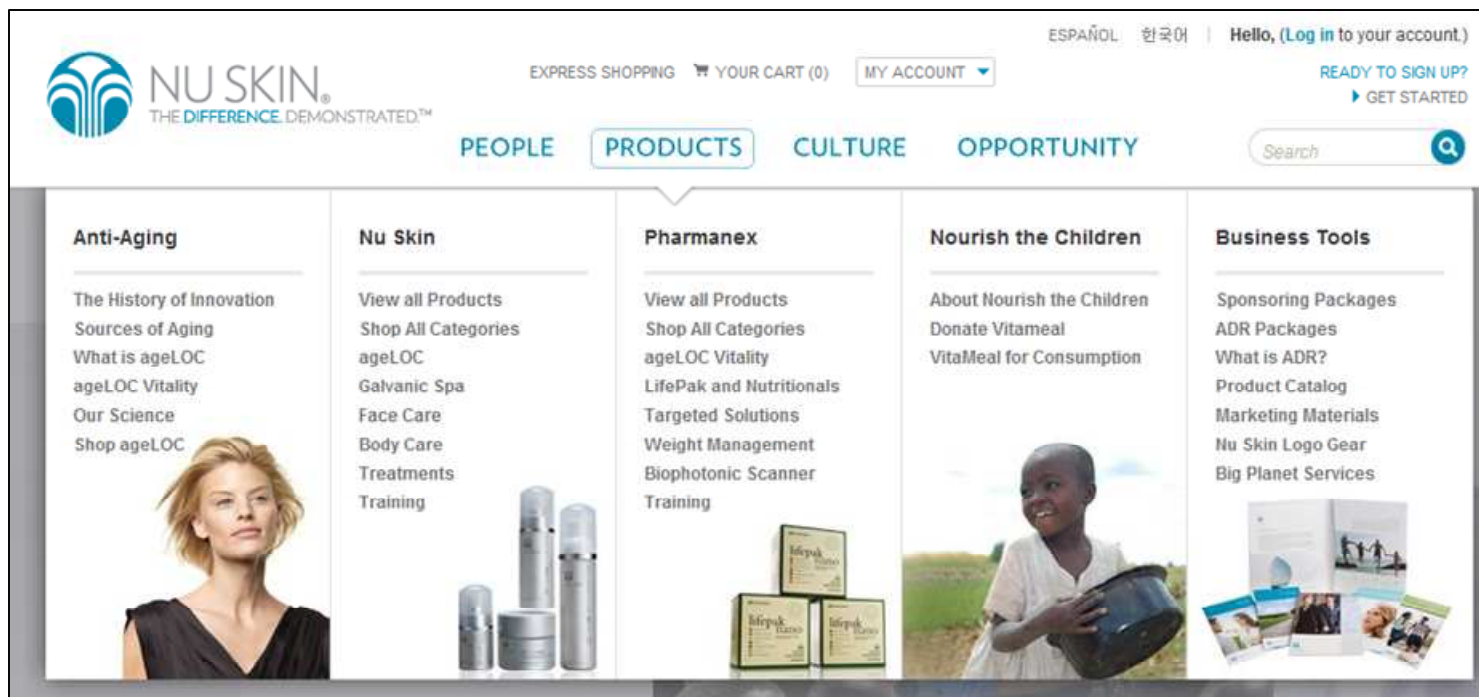 ESPAÑOL 한국어 | Hello, (Log in to your account.)
NU SKIN®
THE DIFFERENCE. DEMONSTRATED.™
EXPRESS SHOPPING YOUR CART (0) MY ACCOUNT
READY TO SIGN UP?
GET STARTED
PEOPLE PRODUCTS CULTURE OPPORTUNITY
Search
Anti-Aging
The History of Innovation
Sources of Aging
What is ageLOC
ageLOC Vitality
Our Science
Shop ageLOC
Nu Skin
View all Products
Shop All Categories
ageLOC
Galvanic Spa
Face Care
Body Care
Treatments
Training
Pharmanex
View all Products
Shop All Categories
ageLOC Vitality
LifePak and Nutritionals
Targeted Solutions
Weight Management
Biophotonic Scanner
Training
lifepak
nano
lifepak
nano
lifepak
nano
Nourish the Children
About Nourish the Children
Donate Vitameal
VitaMeal for Consumption
Business Tools
Sponsoring Packages
ADR Packages
What is ADR?
Product Catalog
Marketing Materials
Nu Skin Logo Gear
Big Planet Services